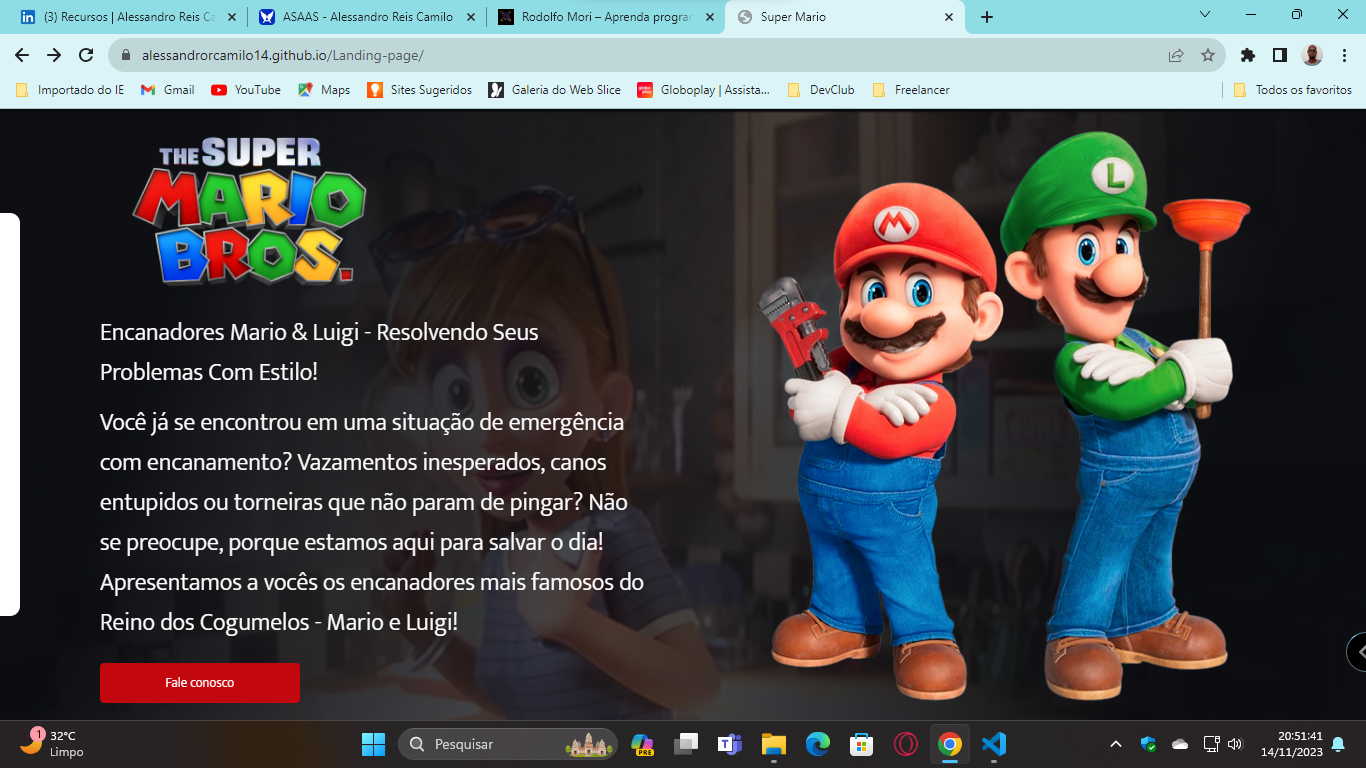 (3) Recursos | Alessandro Reis Ca
ASAAS - Alessandro Reis Camilo
Rodolfo Mori – Aprenda program
Super Mario
alessandrorcamilo14.github.io/Landing-page/
Importado do IE
Gmail
YouTube
Maps
Sites Sugeridos
Galeria do Web Slice
Globoplay | Assista...
DevClub
Freelancer
Todos os favoritos
THE SUPER
MARIO
BROS.
M
L
Encanadores Mario & Luigi - Resolvendo Seus
Problemas Com Estilo!
Você já se encontrou em uma situação de emergência
com encanamento? Vazamentos inesperados, canos
entupidos ou torneiras que não param de pingar? Não
se preocupe, porque estamos aqui para salvar o dia!
Apresentamos a vocês os encanadores mais famosos do
Reino dos Cogumelos - Mario e Luigi!
Fale conosco
1
32°C
Limpo
Pesquisar
PRE
20:51:41
14/11/2023